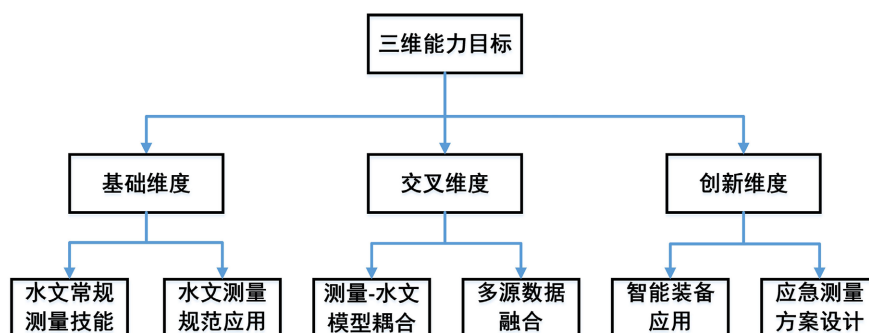 三维能力目标
基础维度
交叉维度
创新维度
水文常规
测量技能
水文测量
规范应用
测量-水文
模型耦合
多源数据
融合
智能装备
应用
应急测量
方案设计